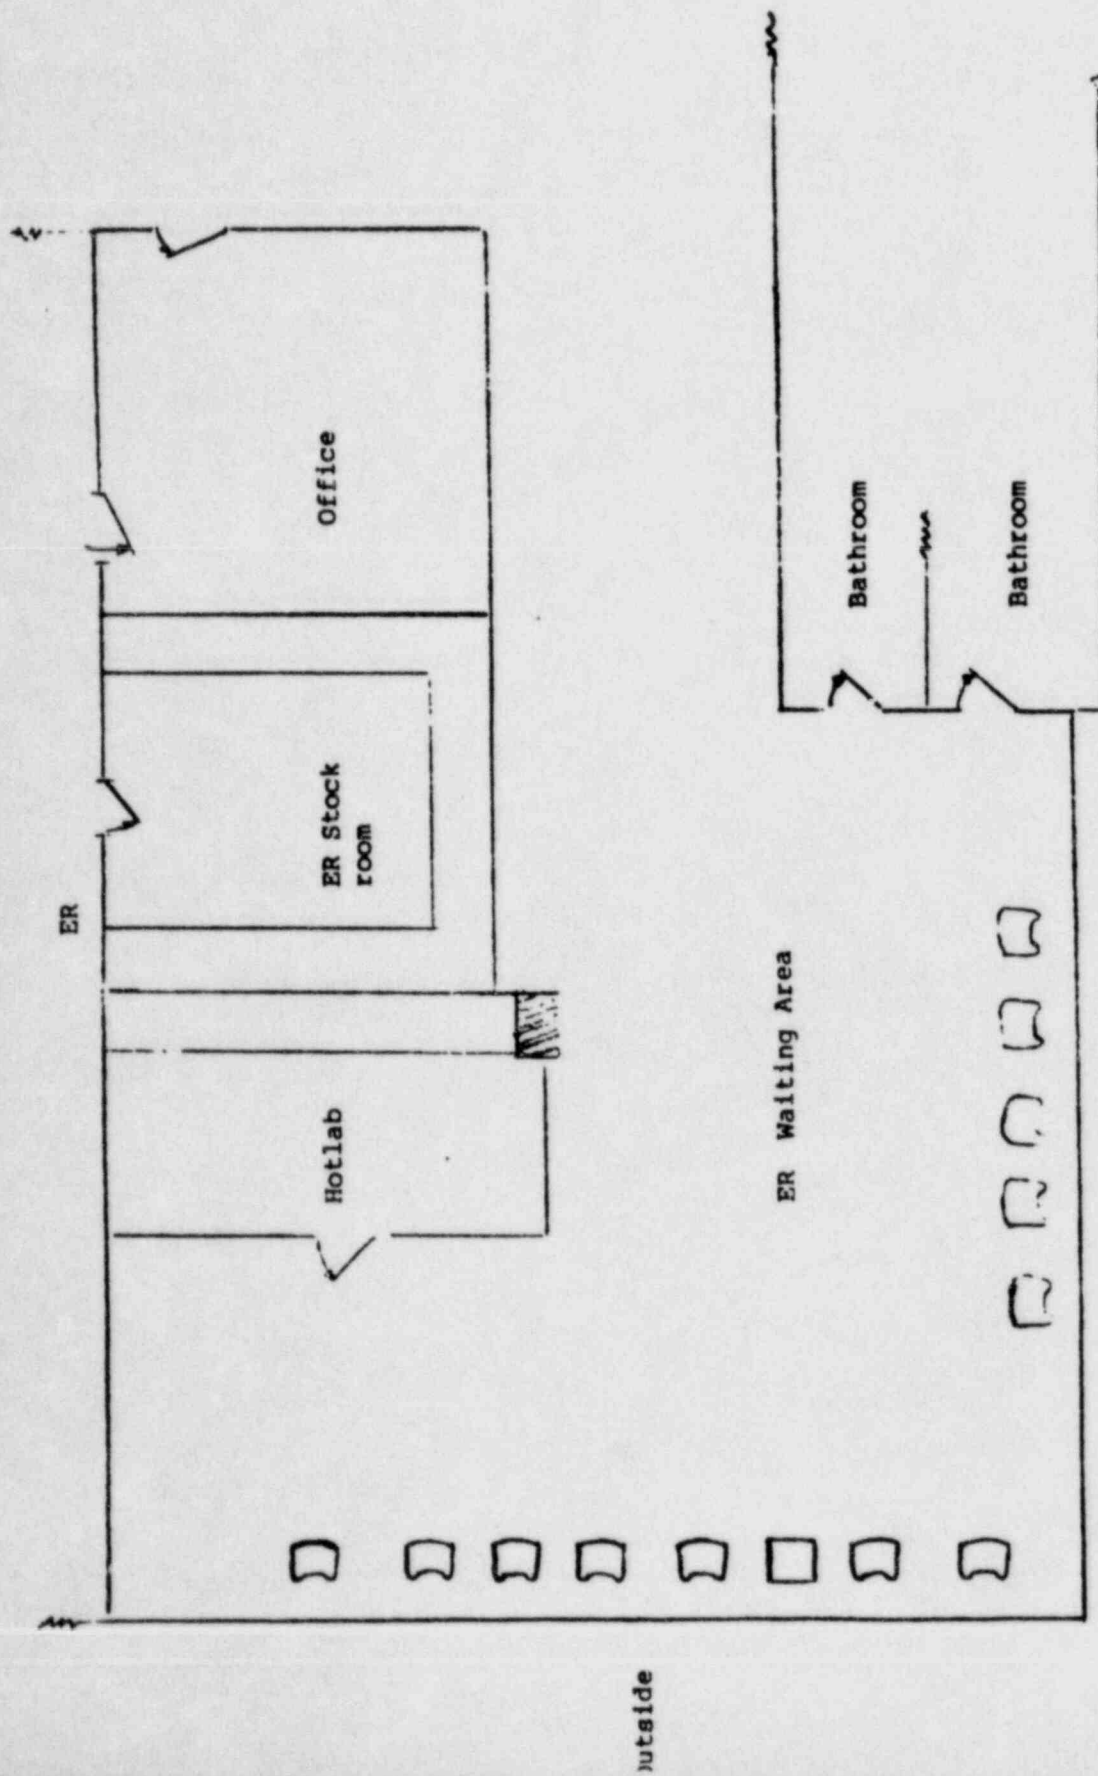 ER
Office
ER Stock
room
Hotlab
Bathroom
Bathroom
ER Waiting Area
utside